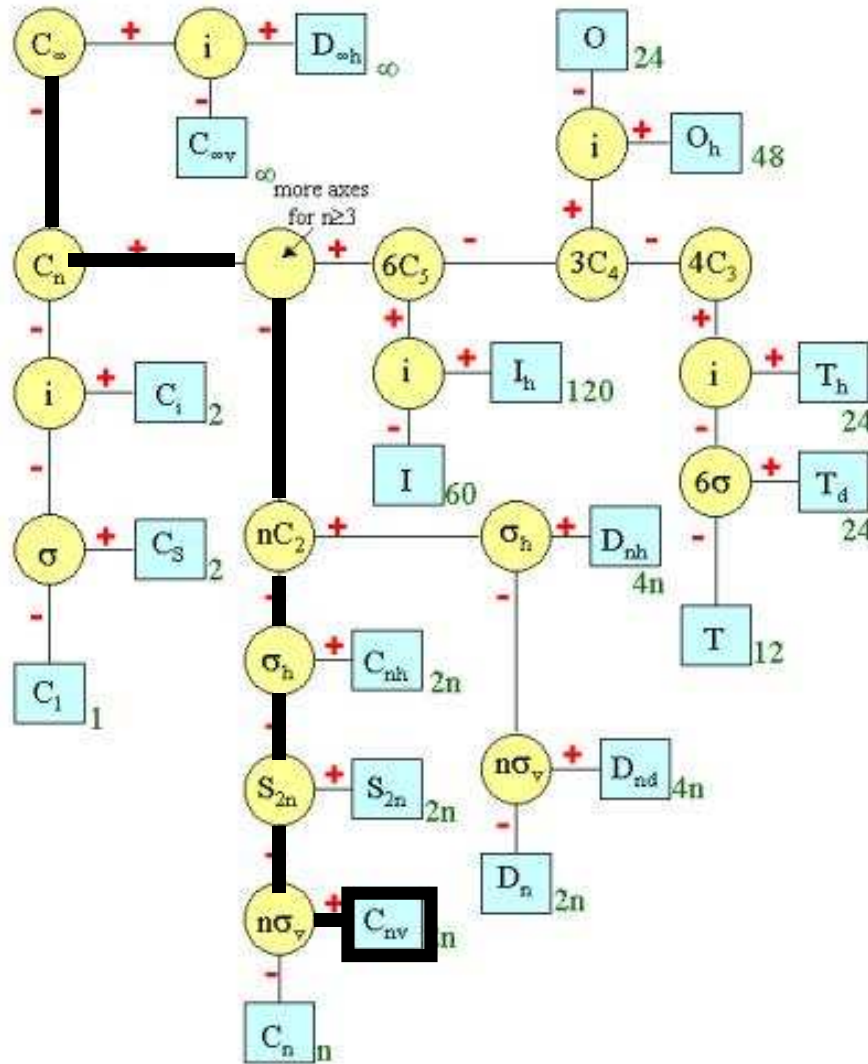 C∞ + i + D∞h ∞
O 24
- -
C∞v ∞
- i + Oh 48
more axes
for n≥3
+
Cn + + 6C5 - 3C4 - 4C3
- - + +
i + Ci 2
i + Ih 120
i + Th 24
- - -
I 60
6σ + Td 24
σ + CS 2
nC2 + σh + Dnh 4n
- - - -
C1 1
σh + Cnh 2n
T 12
-
S2n + S2n 2n
nσv + Dnd 4n
- -
nσv + Cnv n
Dn 2n
-
Cn n